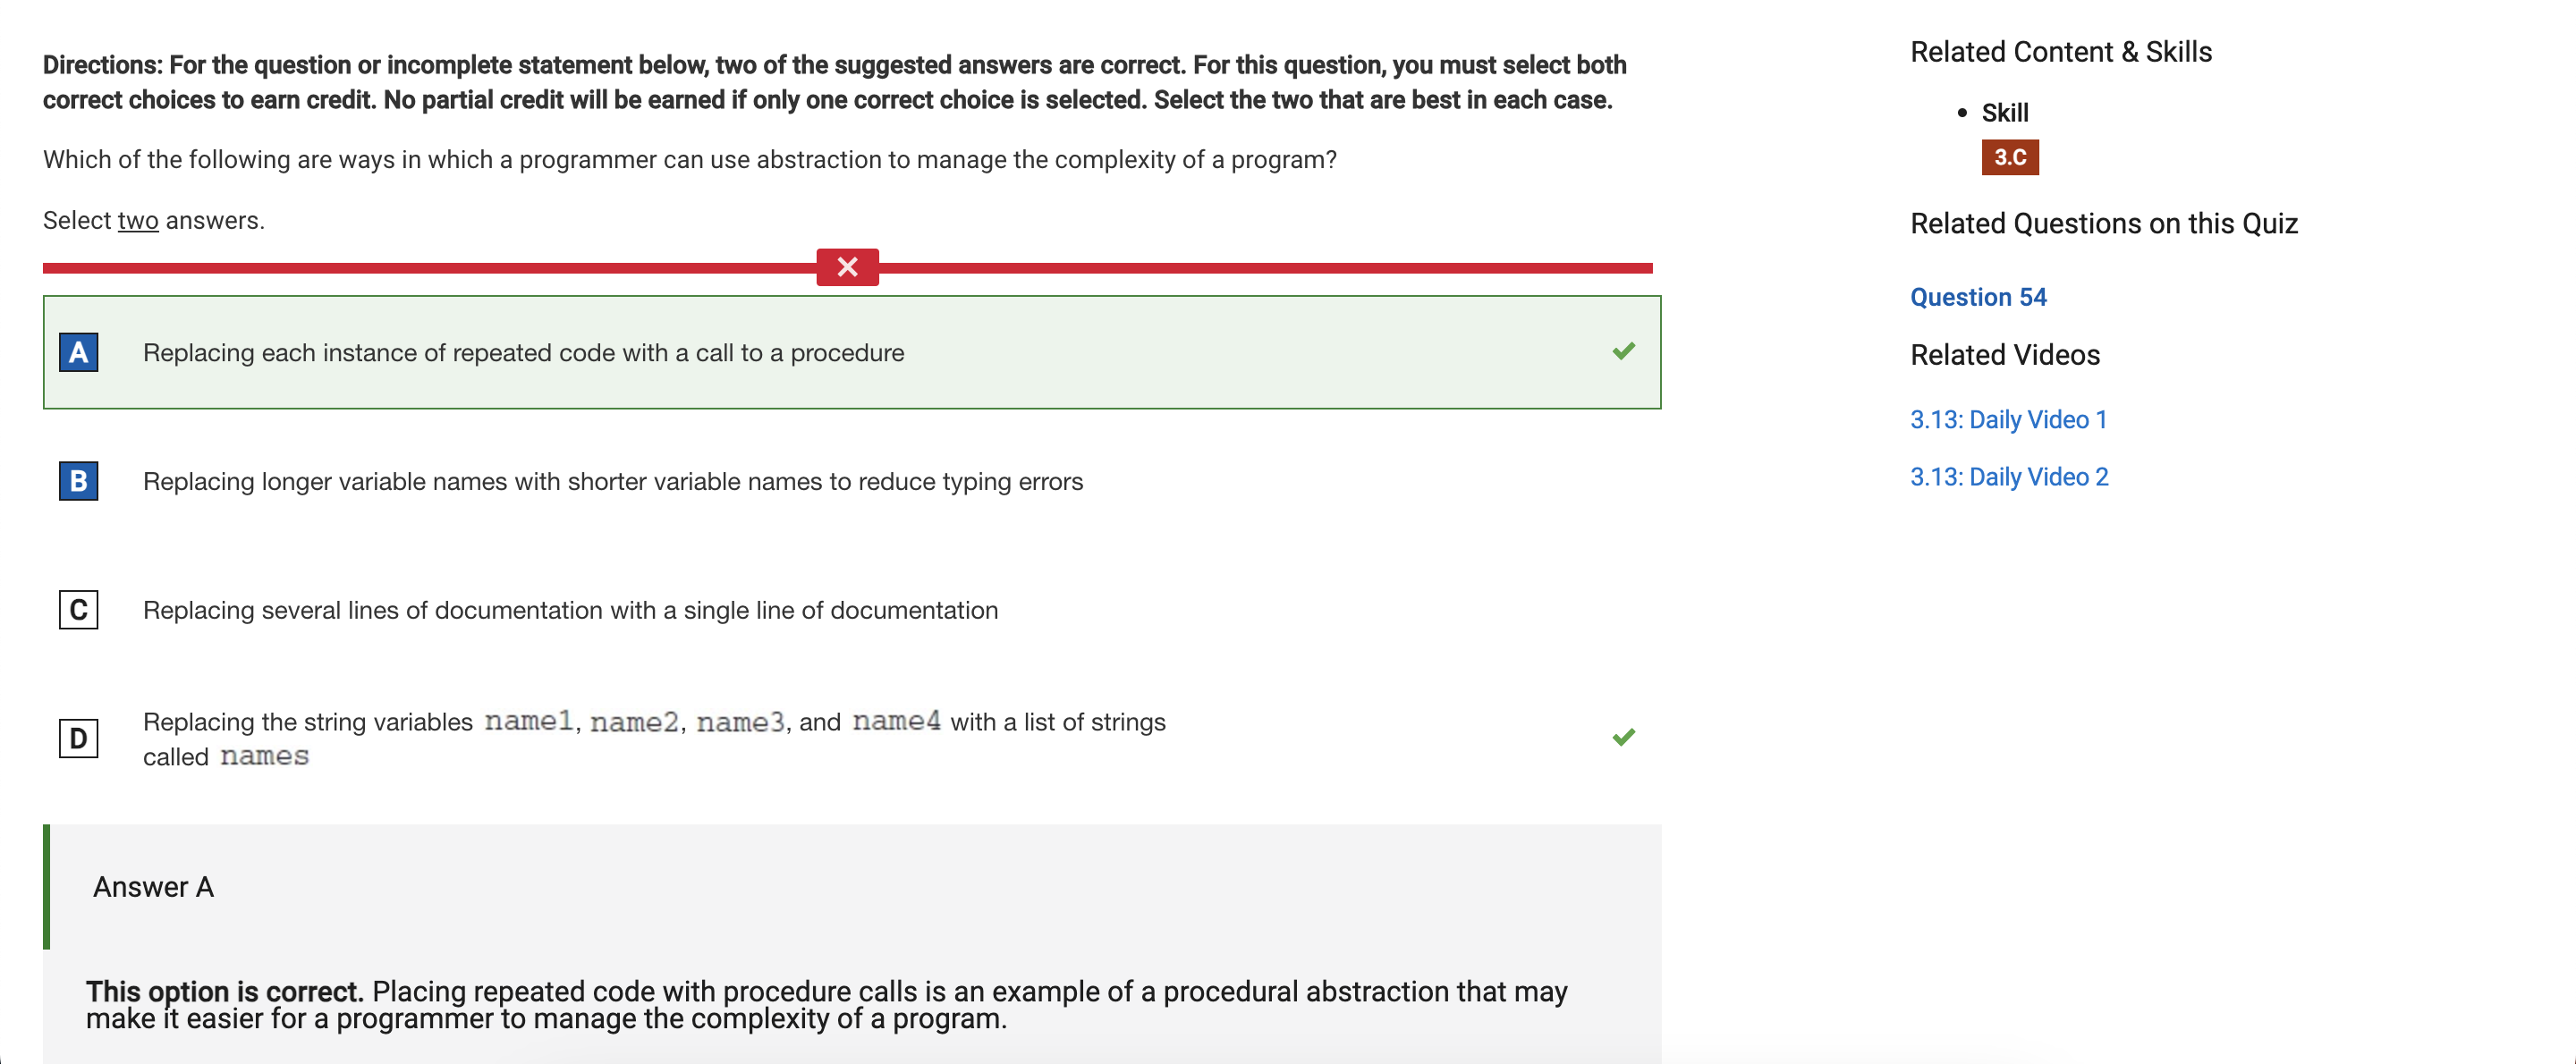 Directions: For the question or incomplete statement below, two of the suggested answers are correct. For this question, you must select both
correct choices to earn credit. No partial credit will be earned if only one correct choice is selected. Select the two that are best in each case.
Which of the following are ways in which a programmer can use abstraction to manage the complexity of a program?
Select two answers.
A Replacing each instance of repeated code with a call to a procedure
B Replacing longer variable names with shorter variable names to reduce typing errors
C Replacing several lines of documentation with a single line of documentation
D Replacing the string variables name1, name2, name3, and name4 with a list of strings
called names
Answer A
This option is correct. Placing repeated code with procedure calls is an example of a procedural abstraction that may
make it easier for a programmer to manage the complexity of a program.
Related Content & Skills
• Skill
3.C
Related Questions on this Quiz
Question 54
Related Videos
3.13: Daily Video 1
3.13: Daily Video 2